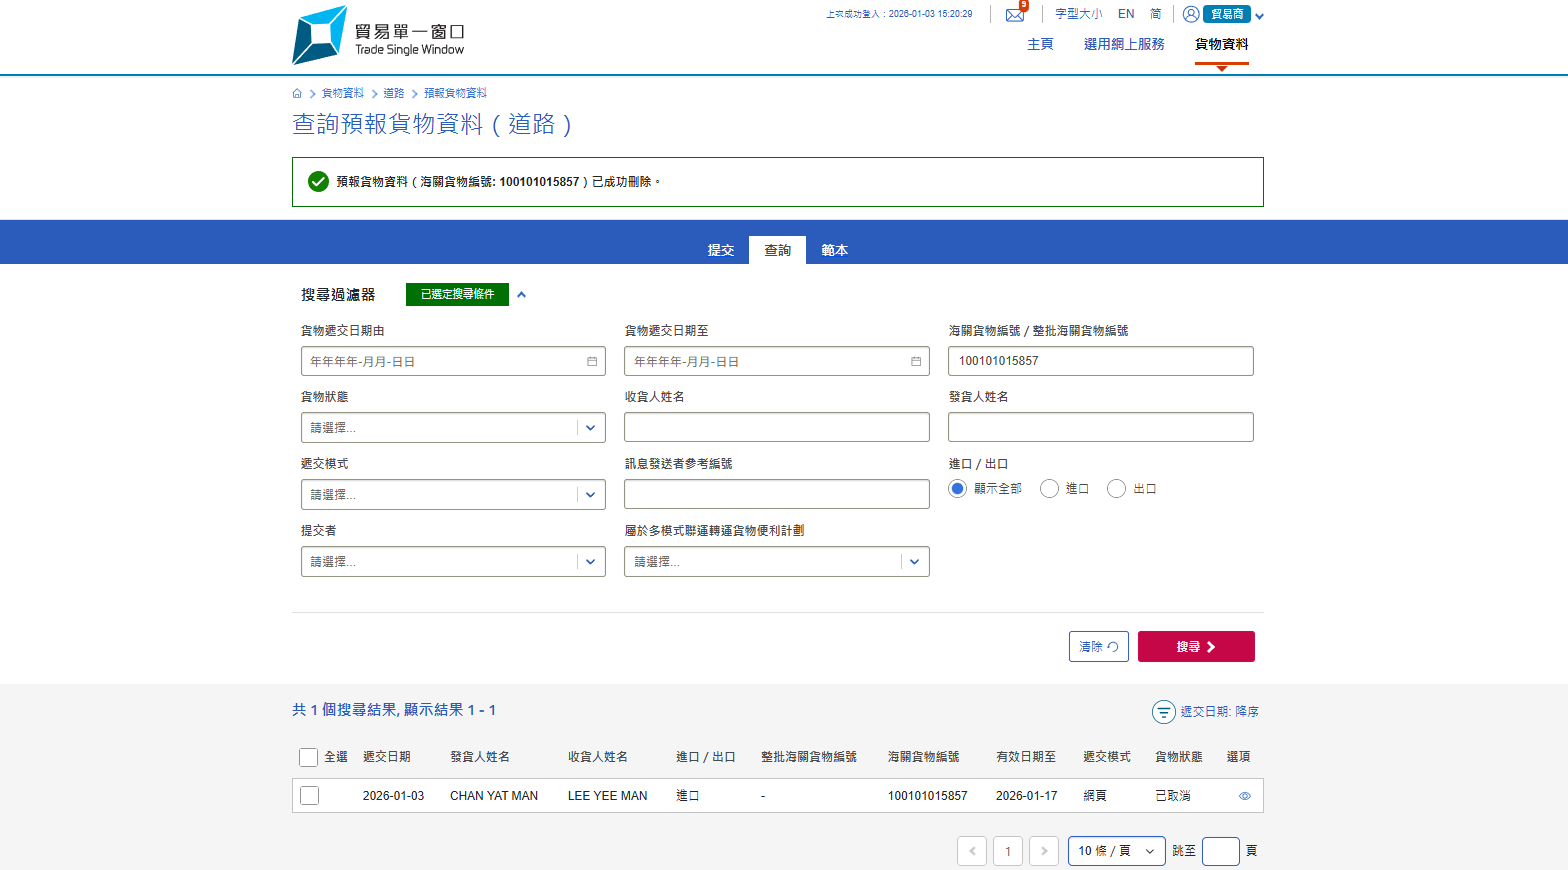 貿易單一窗口
Trade Single Window
上次成功登入：2026-01-03 15:20:29
9
字型大小 EN 简 貿易商
主頁 選用網上服務 貨物資料
貨物資料 道路 預報貨物資料
查詢預報貨物資料（道路）
預報貨物資料（海關貨物編號: 100101015857）已成功刪除。
提交 查詢 範本
搜尋過濾器 已選定搜尋條件
貨物遞交日期由 貨物遞交日期至 海關貨物編號 / 整批海關貨物編號
年年年年-月月-日日 年年年年-月月-日日 100101015857
貨物狀態 收貨人姓名 發貨人姓名
請選擇...
遞交模式 訊息發送者參考編號 進口 / 出口
請選擇... 顯示全部 進口 出口
提交者 屬於多模式聯運轉運貨物便利計劃
請選擇... 請選擇...
清除 搜尋
共 1 個搜尋結果, 顯示結果 1 - 1 遞交日期: 降序
全選 遞交日期 發貨人姓名 收貨人姓名 進口 / 出口 整批海關貨物編號 海關貨物編號 有效日期至 遞交模式 貨物狀態 選項
2026-01-03 CHAN YAT MAN LEE YEE MAN 進口 - 100101015857 2026-01-17 網頁 已取消
1 10 條 / 頁 跳至 頁